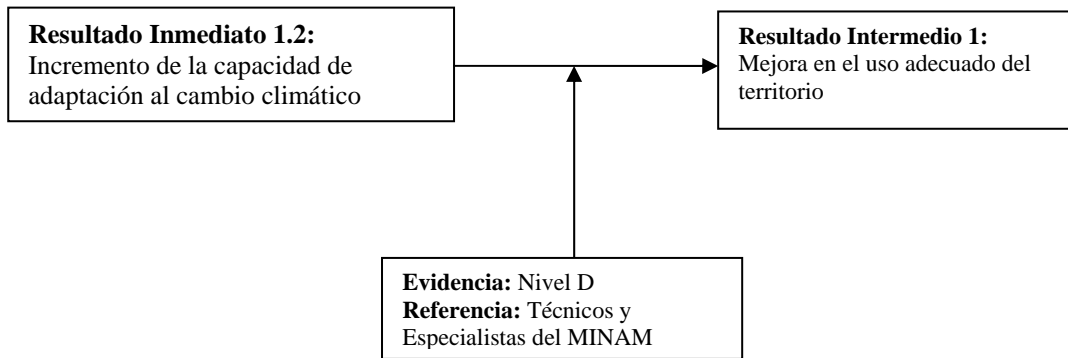 Resultado Inmediato 1.2:
Incremento de la capacidad de
adaptación al cambio climático
Resultado Intermedio 1:
Mejora en el uso adecuado del
territorio
Evidencia: Nivel D
Referencia: Técnicos y
Especialistas del MINAM